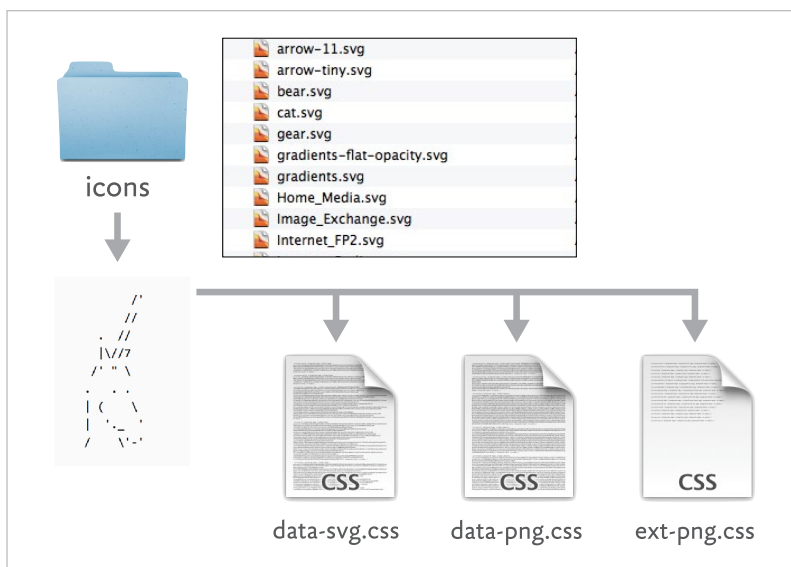 arrow-11.svg
arrow-tiny.svg
bear.svg
cat.svg
gear.svg
gradients-flat-opacity.svg
gradients.svg
Home_Media.svg
Image_Exchange.svg
Internet_FP2.svg
icons
/'
//
. //
|\//7
/' " \
. . .
| ( \
| '._ '
/ \'-'
CSS
CSS
CSS
data-svg.css
data-png.css
ext-png.css